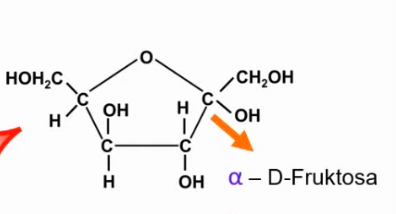 O
HOH₂C CH₂OH
C C
H OH H OH
C C
H OH
α – D-Fruktosa